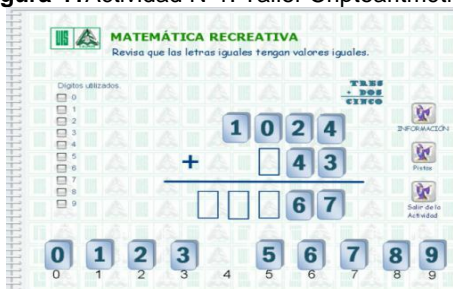 Actividad N° 1. Taller Criptoaritmét
UIS
MATEMÁTICA RECREATIVA
Revisa que las letras iguales tengan valores iguales.
Dígitos utilizados
0
1
2
3
4
5
6
7
8
9
TRES
+ DOS
CINCO
1 0 2 4
+ 4 3
6 7
INFORMACIÓN
Pistas
Salir de la
Actividad
0 1 2 3 5 6 7 8 9
0 1 2 3 4 5 6 7 8 9